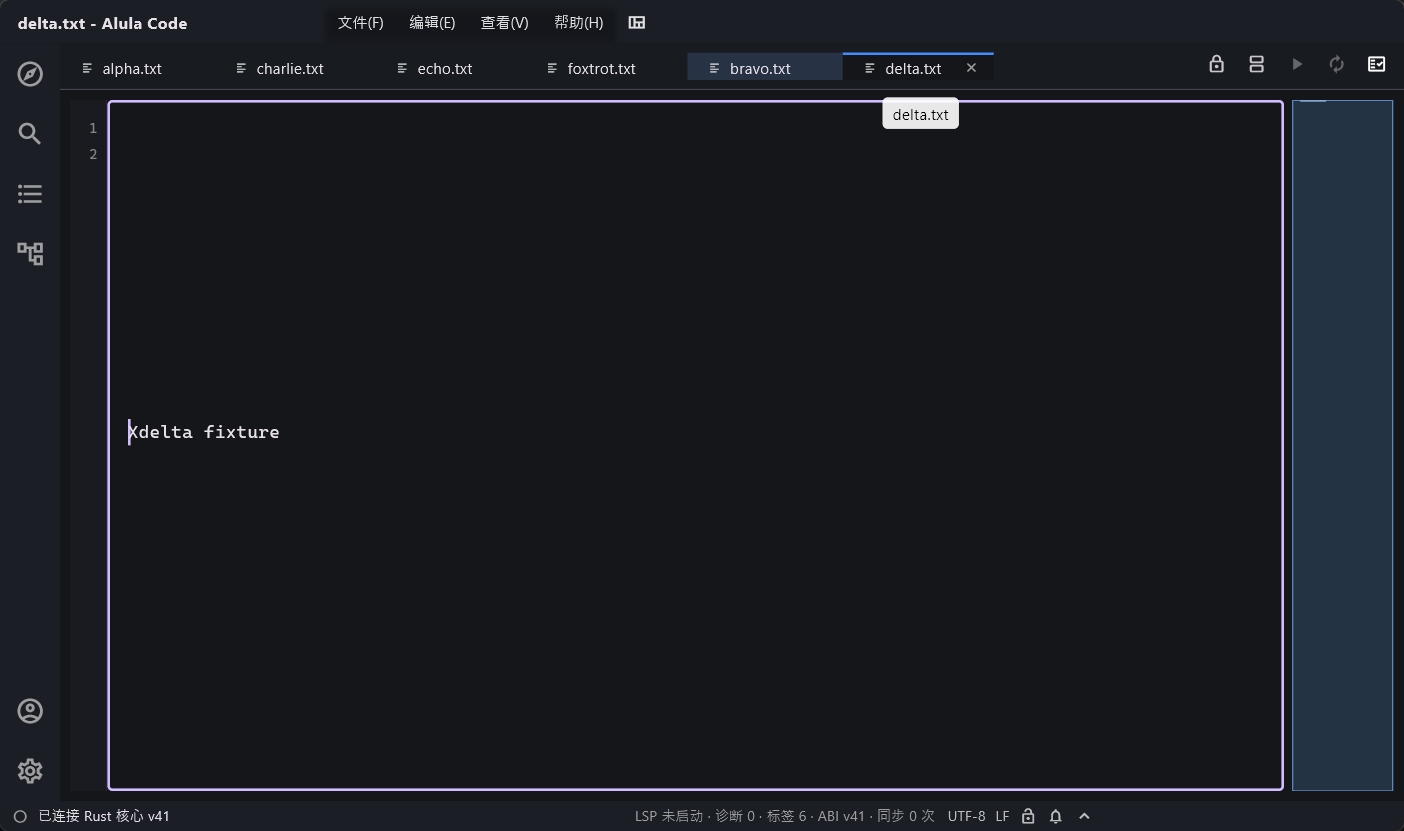 delta.txt - Alula Code
文件(F) 编辑(E) 查看(V) 帮助(H)
alpha.txt charlie.txt echo.txt foxtrot.txt bravo.txt delta.txt
delta.txt
1
2
Xdelta fixture
已连接 Rust 核心 v41
LSP 未启动 · 诊断 0 · 标签 6 · ABI v41 · 同步 0 次 UTF-8 LF